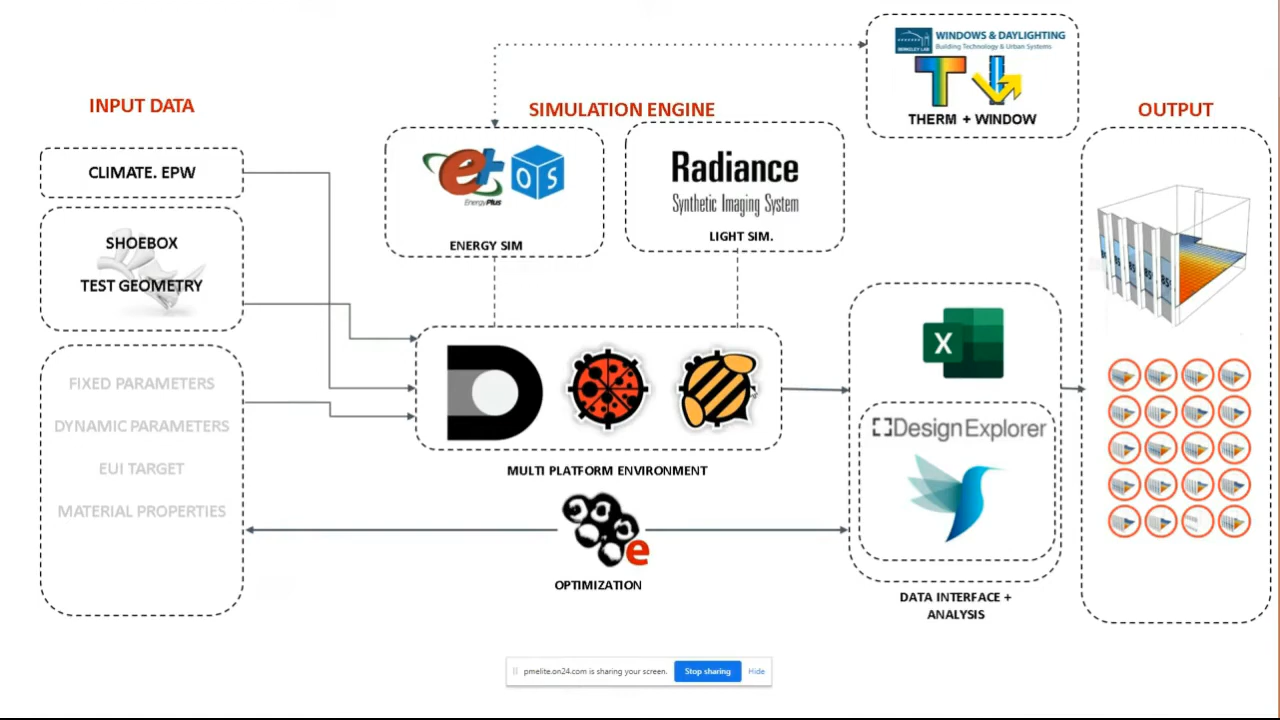 WINDOWS & DAYLIGHTING
Building Technology & Urban Systems
BERKELEY LAB
THERM + WINDOW
INPUT DATA
SIMULATION ENGINE
OUTPUT
CLIMATE. EPW
SHOEBOX
TEST GEOMETRY
FIXED PARAMETERS
DYNAMIC PARAMETERS
EUI TARGET
MATERIAL PROPERTIES
EnergyPlus
OS
ENERGY SIM
Radiance
Synthetic Imaging System
LIGHT SIM.
MULTI PLATFORM ENVIRONMENT
e
OPTIMIZATION
X
DesignExplorer
DATA INTERFACE +
ANALYSIS
pmelite.on24.com is sharing your screen.
Stop sharing
Hide